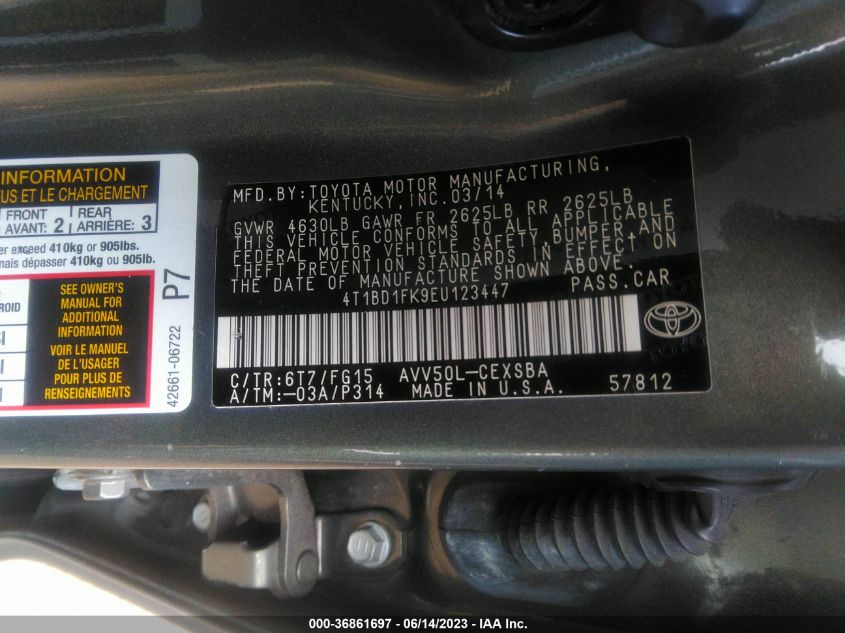 INFORMATION
US ET LE CHARGEMENT
FRONT
AVANT: 2
REAR
ARRIÈRE: 3
exceed 410kg or 905lbs.
mais dépasser 410kg ou 905lb.
SEE OWNER'S
MANUAL FOR
ADDITIONAL
INFORMATION
VOIR LE MANUEL
DE L'USAGER
POUR PLUS DE
RENSEIGNEMENTS
P7
42661-06722
MFD.BY:TOYOTA MOTOR MANUFACTURING,
KENTUCKY, INC. 03/14
GVWR 4630LB GAWR FR 2625LB RR 2625LB
THIS VEHICLE CONFORMS TO ALL APPLICABLE
FEDERAL MOTOR VEHICLE SAFETY, BUMPER, AND
THEFT PREVENTION STANDARDS IN EFFECT ON
THE DATE OF MANUFACTURE SHOWN ABOVE.
4T1BD1FK9EU123447 PASS.CAR
C/TR:6T7/FG15 AVV50L-CEXSBA
A/TM:-03A/P314 MADE IN U.S.A. 57812
TOYOTA
000-36861697 - 06/14/2023 - IAA Inc.